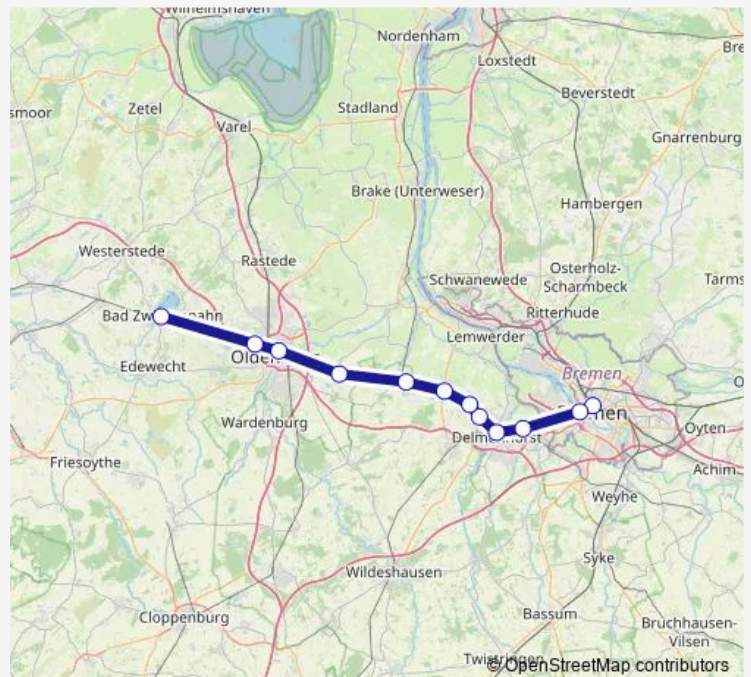 Wilhelmshaven
Nordenham
Bre
Loxstedt
Beverstedt
smoor
Zetel
Stadland
Varel
Gnarrenburg
Brake (Unterweser)
Hambergen
Westerstede
Rastede
Schwanewede
Osterholz-
Scharmbeck
Tarms
Ritterhude
Lemwerder
Edewecht
Bremen
Wardenburg
Oyten
Friesoythe
Achim
Weyhe
Syke
Wildeshausen
Cloppenburg
Bassum
Bruchhausen-
Vilsen
© OpenStreetMap contributors